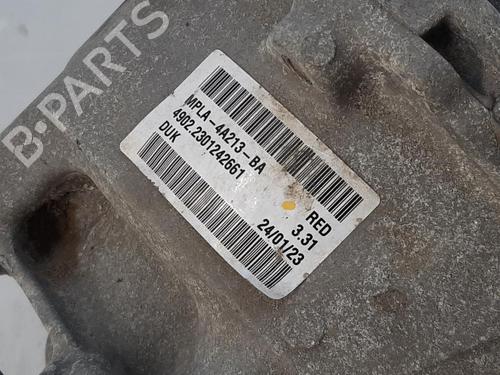 B-PARTS
MPLA-4A213-BA
4902.2301242661
DUK
RED
3.31
24/01/23